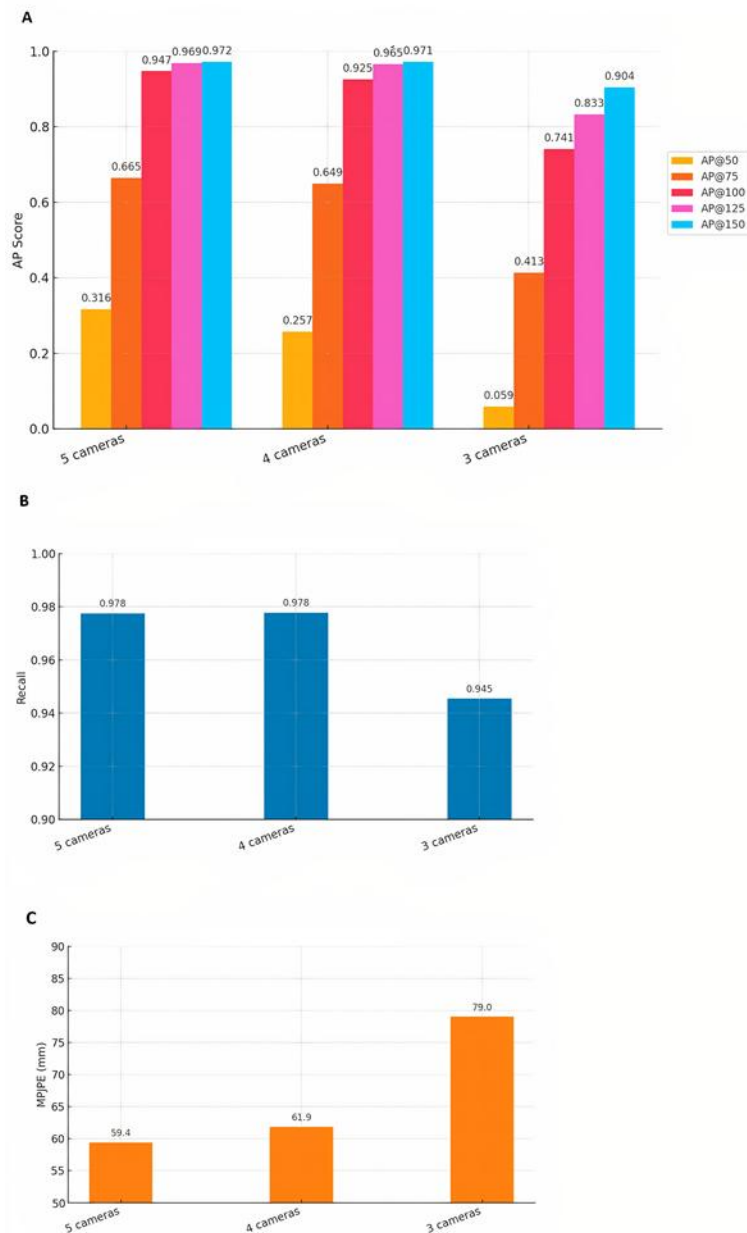 A
1.0
0.8
0.6
0.4
0.2
0.0
AP Score
0.316
0.665
0.947
0.969
0.972
0.257
0.649
0.925
0.965
0.971
0.059
0.413
0.741
0.833
0.904
5 cameras
4 cameras
3 cameras
AP@50
AP@75
AP@100
AP@125
AP@150
B
1.00
0.98
0.96
0.94
0.92
0.90
Recall
0.978
0.978
0.945
5 cameras
4 cameras
3 cameras
C
90
85
80
75
70
65
60
55
50
MPJPE (mm)
59.4
61.9
79.0
5 cameras
4 cameras
3 cameras